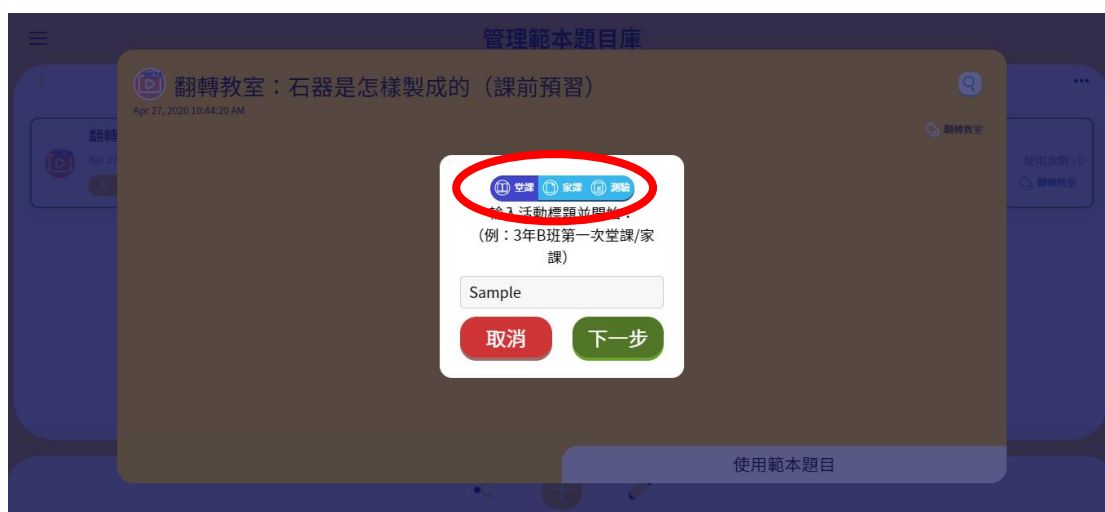 管理範本題目庫
翻轉教室：石器是怎樣製成的（課前預習）
Apr 27, 2020 10:44:20 AM
翻轉教室
翻轉
Apr 27
使用次數 : 0
翻轉教室
堂課 家課 測驗
輸入活動標題並開始：
（例：3年B班第一次堂課/家
課）
Sample
取消 下一步
使用範本題目